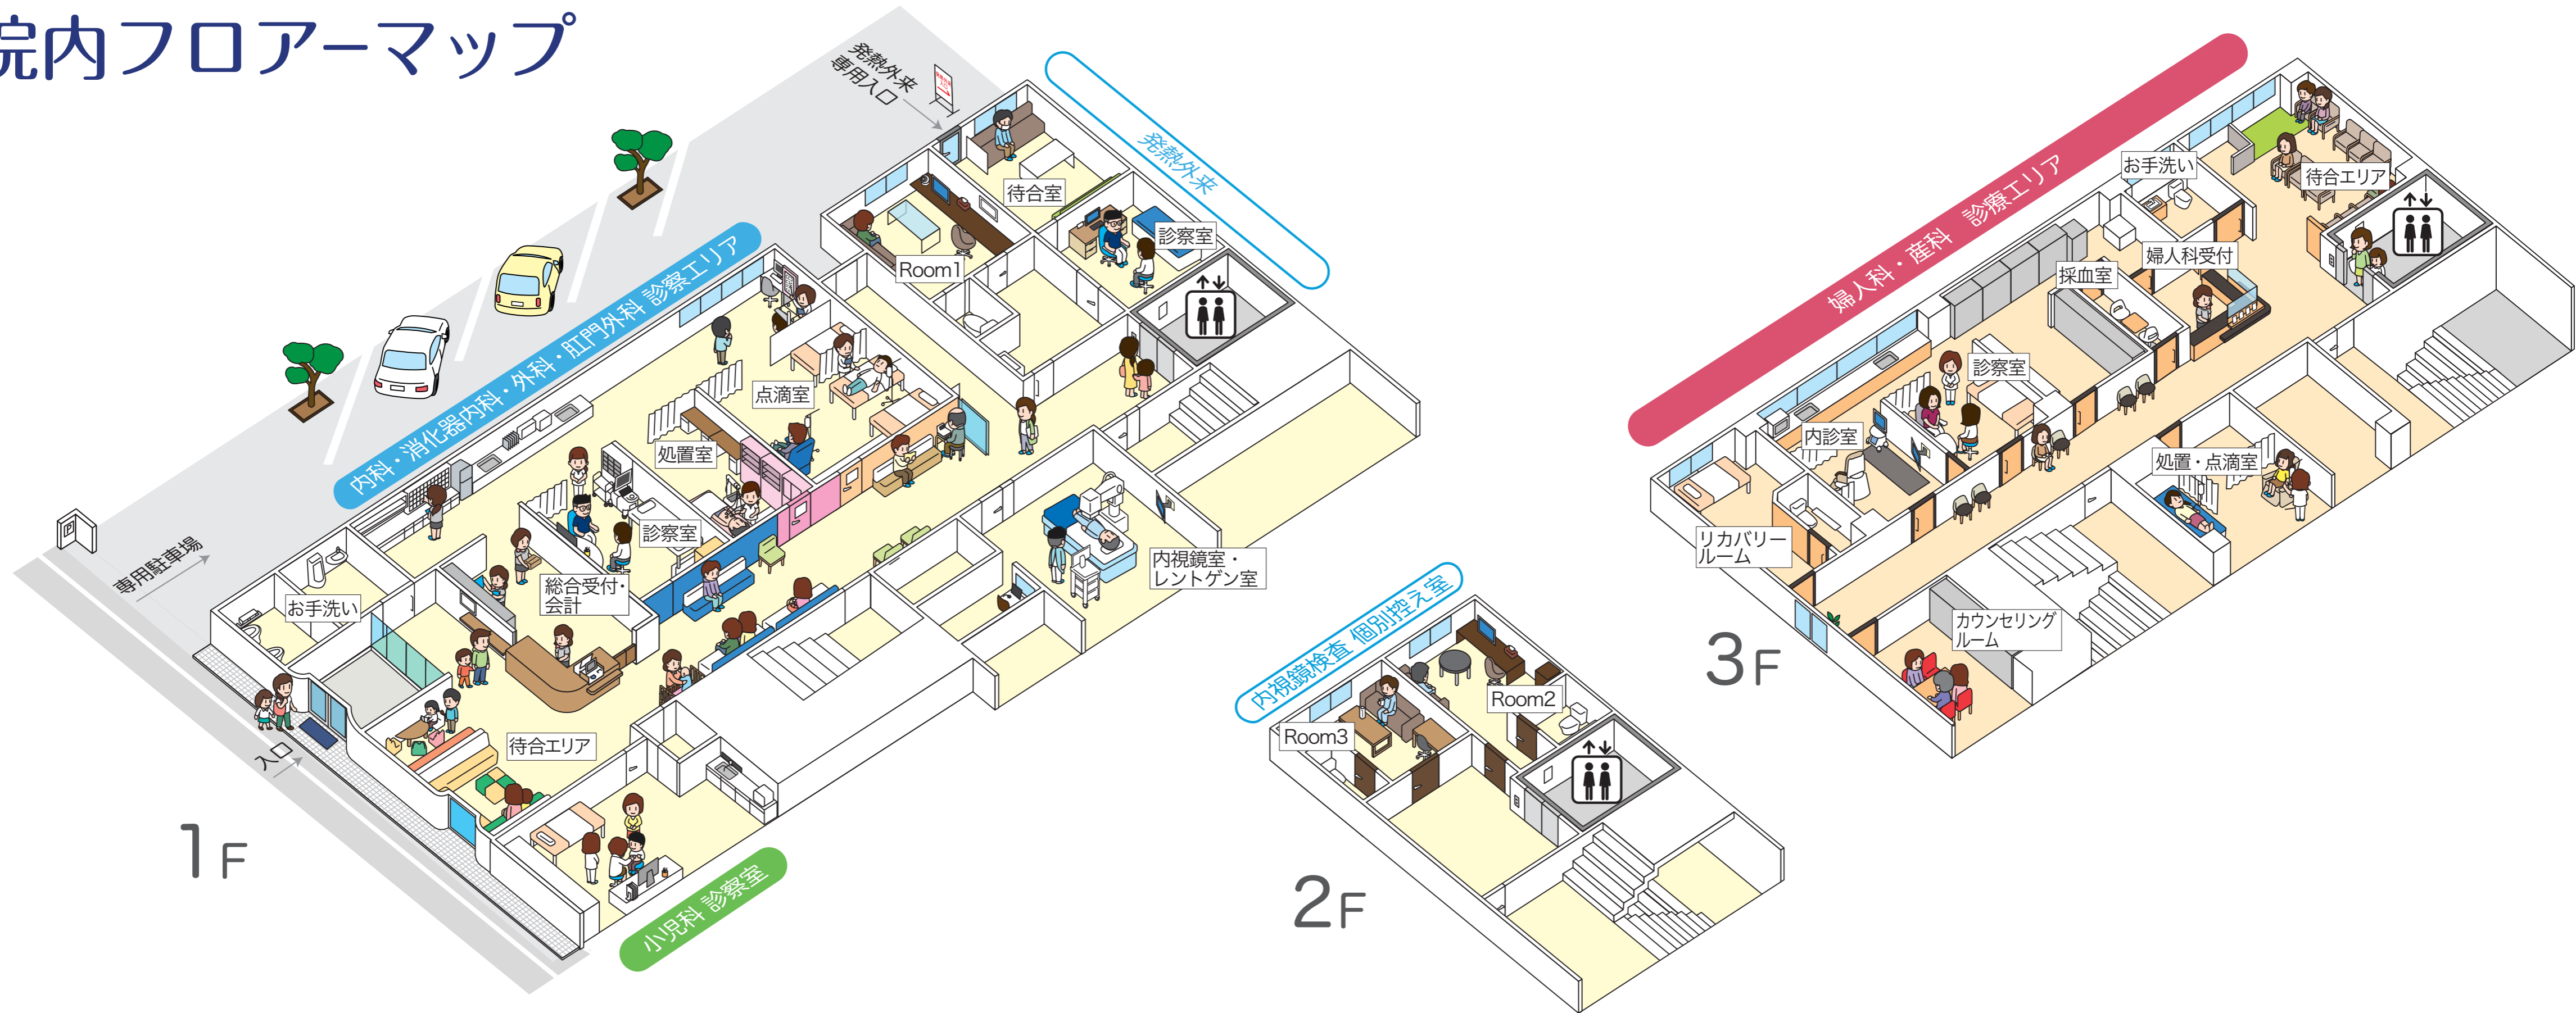 院内フロアーマップ
発熱外来
専用入口
発熱外来
待合室
診察室
Room1
内科・消化器内科・外科・肛門外科 診察エリア
点滴室
処置室
診察室
内視鏡室・
レントゲン室
総合受付・
会計
お手洗い
専用駐車場
P
待合エリア
入口
小児科 診察室
1F
内視鏡検査 個別控え室
Room2
Room3
2F
婦人科・産科 診療エリア
お手洗い
待合エリア
婦人科受付
採血室
診察室
内診室
処置・点滴室
リカバリー
ルーム
カウンセリング
ルーム
3F